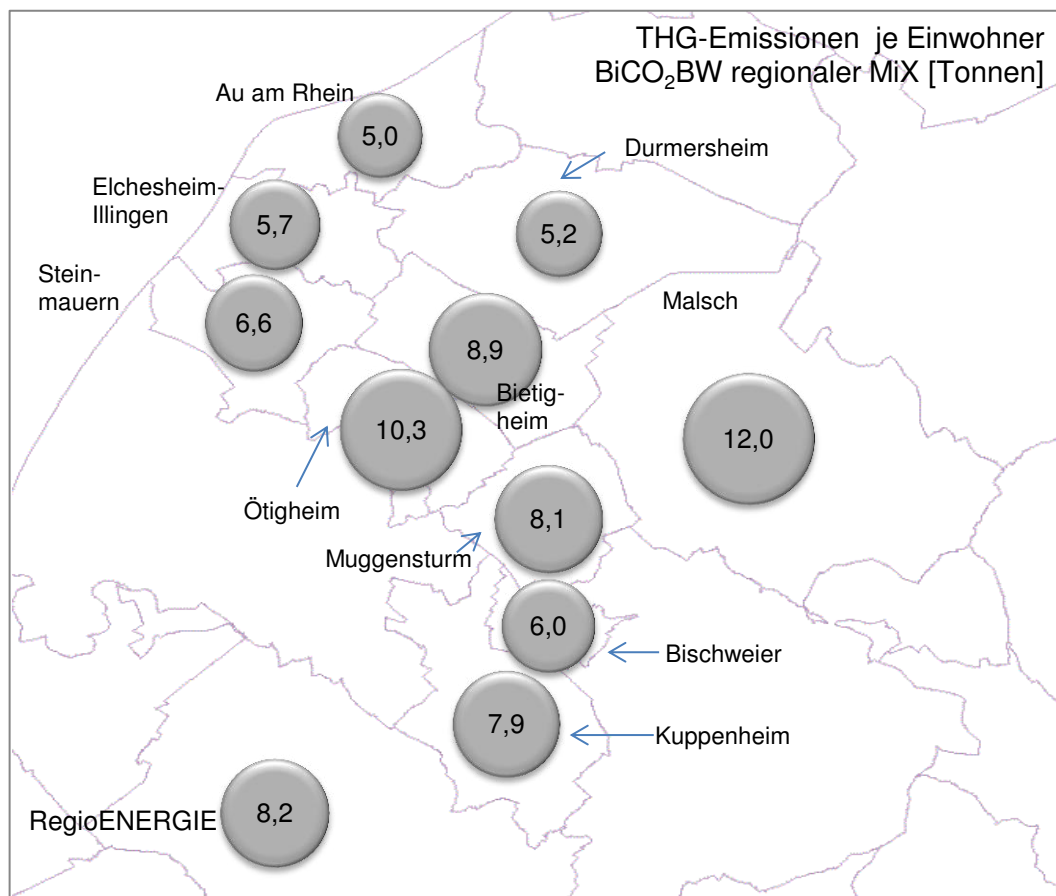 THG-Emissionen je Einwohner
BiCO₂BW regionaler MiX [Tonnen]
Au am Rhein
5,0
Durmersheim
Elchesheim-
Illingen
5,7
5,2
Stein-
mauern
6,6
Malsch
8,9
Bietig-
heim
10,3
12,0
Ötigheim
8,1
Muggensturm
6,0
Bischweier
7,9
Kuppenheim
RegioENERGIE
8,2